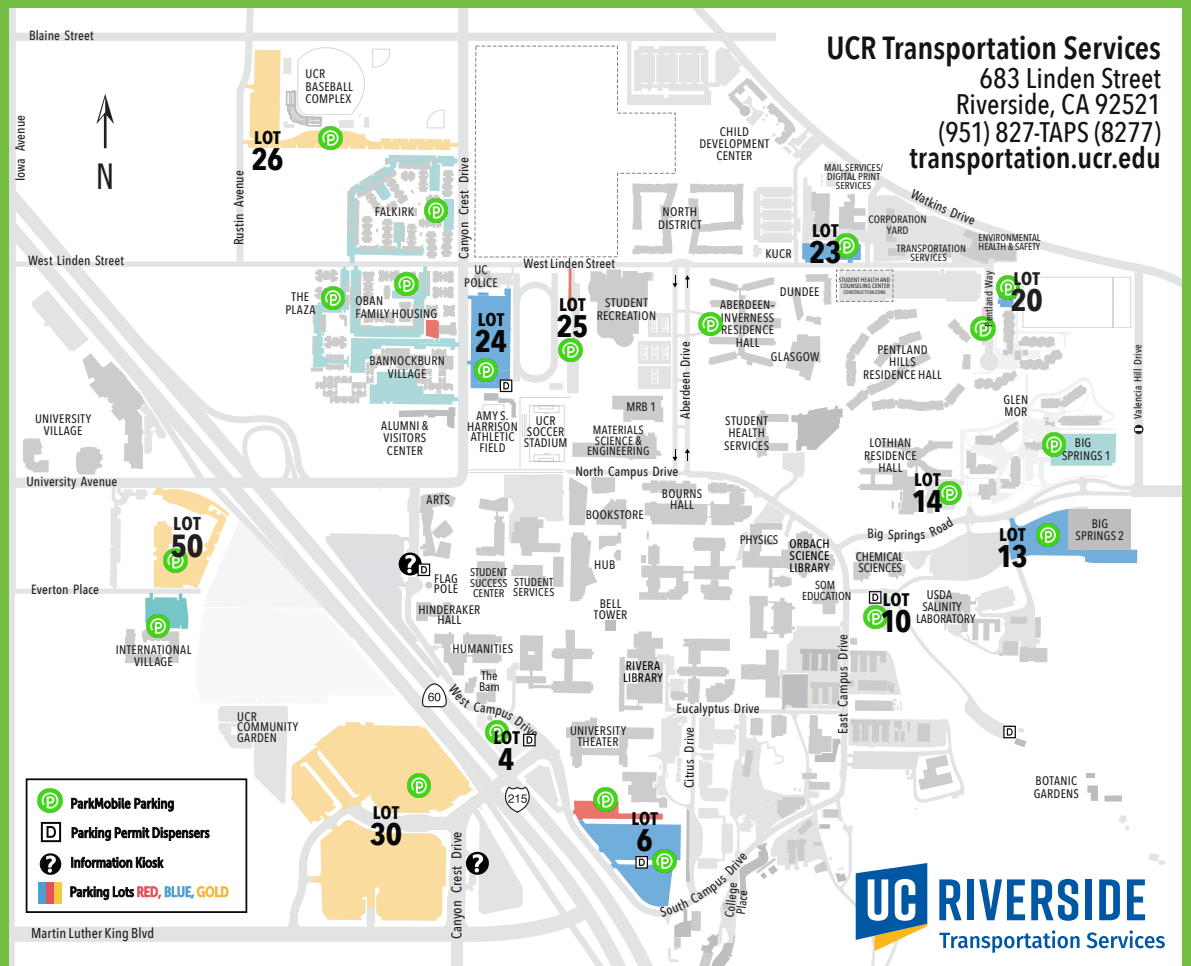 Blaine Street
UCR Transportation Services
683 Linden Street
Riverside, CA 92521
(951) 827-TAPS (8277)
transportation.ucr.edu
UCR
BASEBALL
COMPLEX
Iowa Avenue
N
LOT
26
Rustin Avenue
Canyon Crest Drive
CHILD
DEVELOPMENT
CENTER
MAIL SERVICES/
DIGITAL PRINT
SERVICES
Watkins Drive
FALKIRK
NORTH
DISTRICT
CORPORATION
YARD
LOT
23
KUCR
TRANSPORTATION
SERVICES
ENVIRONMENTAL
HEALTH & SAFETY
West Linden Street
West Linden Street
UC
POLICE
STUDENT HEALTH AND
COUNSELING CENTER
CONSTRUCTION ZONE
Pentland Way
LOT
20
THE
PLAZA
OBAN
FAMILY HOUSING
LOT
24
D
LOT
25
STUDENT
RECREATION
DUNDEE
ABERDEEN-
INVERNESS
RESIDENCE
HALL
GLASGOW
PENTLAND
HILLS
RESIDENCE HALL
Aberdeen Drive
Valencia Hill Drive
BANNOCKBURN
VILLAGE
GLEN
MOR
UNIVERSITY
VILLAGE
ALUMNI &
VISITORS
CENTER
AMY S.
HARRISON
ATHLETIC
FIELD
UCR
SOCCER
STADIUM
MRB 1
MATERIALS
SCIENCE &
ENGINEERING
STUDENT
HEALTH
SERVICES
LOTHIAN
RESIDENCE
HALL
BIG
SPRINGS 1
University Avenue
North Campus Drive
LOT
14
ARTS
BOOKSTORE
BOURNS
HALL
LOT
50
PHYSICS
ORBACH
SCIENCE
LIBRARY
Big Springs Road
LOT
13
BIG
SPRINGS 2
?
D
FLAG
POLE
STUDENT
SUCCESS
CENTER
STUDENT
SERVICES
HUB
CHEMICAL
SCIENCES
Everton Place
SOM
EDUCATION
D
LOT
10
USDA
SALINITY
LABORATORY
HINDERAKER
HALL
BELL
TOWER
INTERNATIONAL
VILLAGE
HUMANITIES
The
Barn
RIVERA
LIBRARY
East Campus Drive
60
West Campus Drive
Eucalyptus Drive
UCR
COMMUNITY
GARDEN
LOT
4
D
UNIVERSITY
THEATER
Citrus Drive
D
215
BOTANIC
GARDENS
LOT
30
LOT
6
D
?
Canyon Crest Drive
South Campus Drive
College
Place
ParkMobile Parking
D Parking Permit Dispensers
? Information Kiosk
Parking Lots RED, BLUE, GOLD
Martin Luther King Blvd
UC RIVERSIDE
Transportation Services